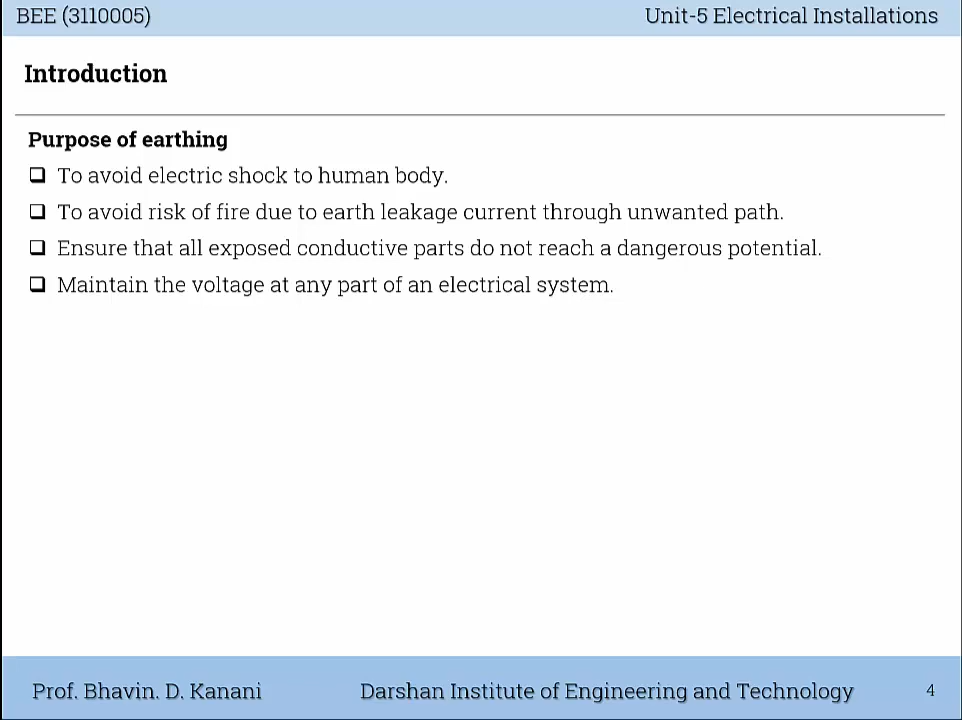 BEE (3110005) Unit-5 Electrical Installations
Introduction
Purpose of earthing
❑ To avoid electric shock to human body.
❑ To avoid risk of fire due to earth leakage current through unwanted path.
❑ Ensure that all exposed conductive parts do not reach a dangerous potential.
❑ Maintain the voltage at any part of an electrical system.
Prof. Bhavin. D. Kanani Darshan Institute of Engineering and Technology 4